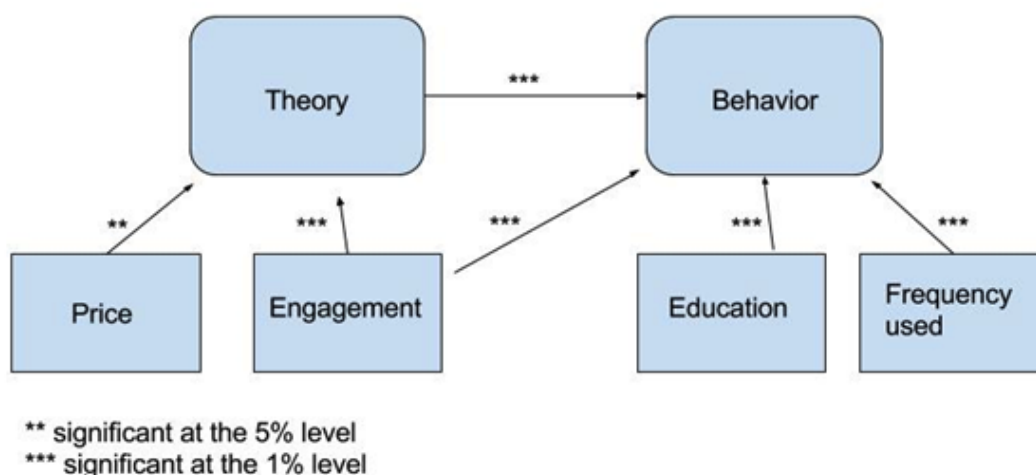 Theory
***
Behavior
**
***
***
***
***
Price
Engagement
Education
Frequency
used
** significant at the 5% level
*** significant at the 1% level